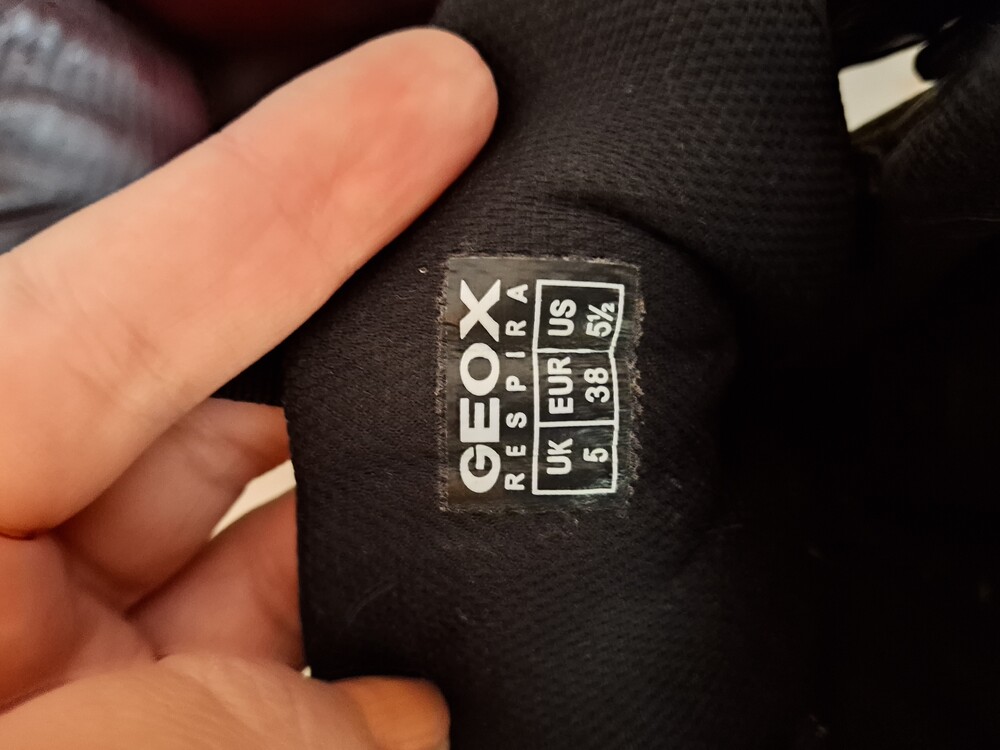 GEOX
RESPIRA
UK EUR US
5 38 5½